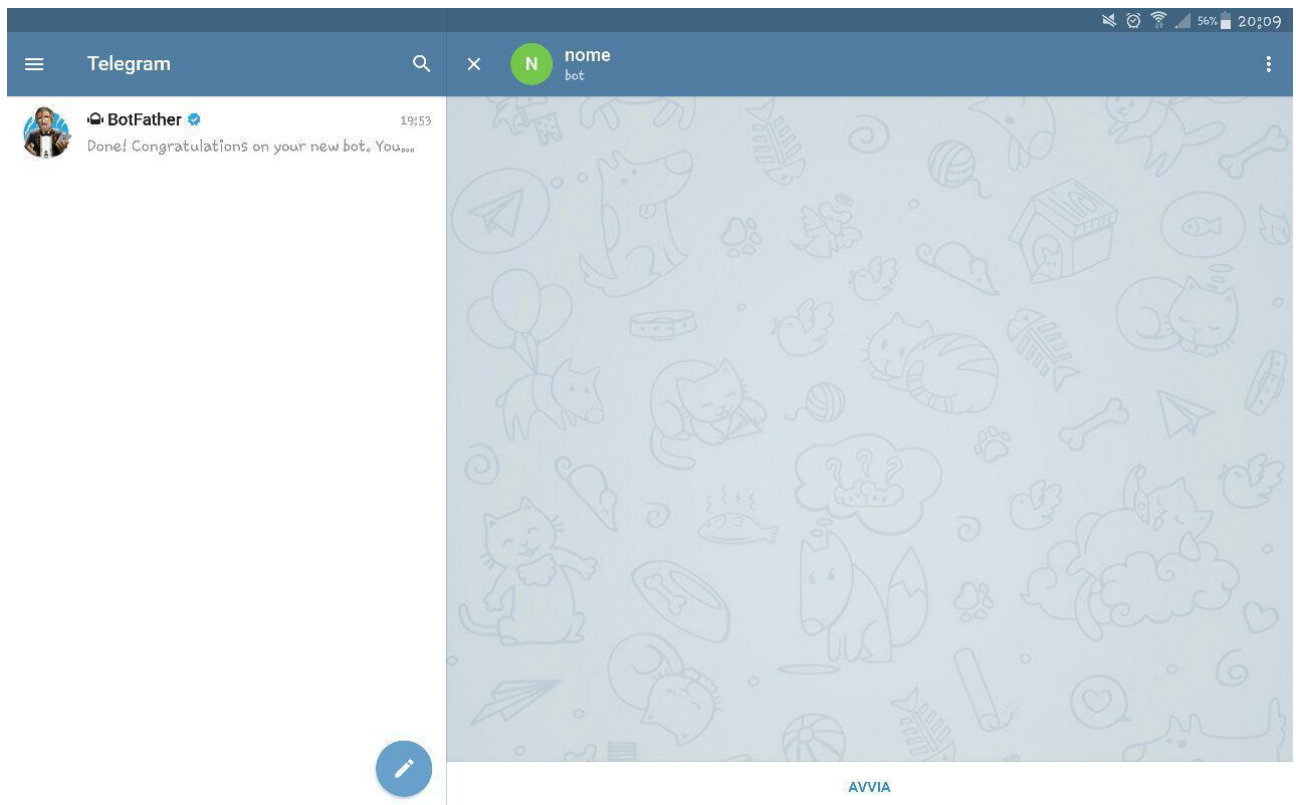 56% 20:09
Telegram
N nome
bot
BotFather 19:53
Done! Congratulations on your new bot. You...
AVVIA